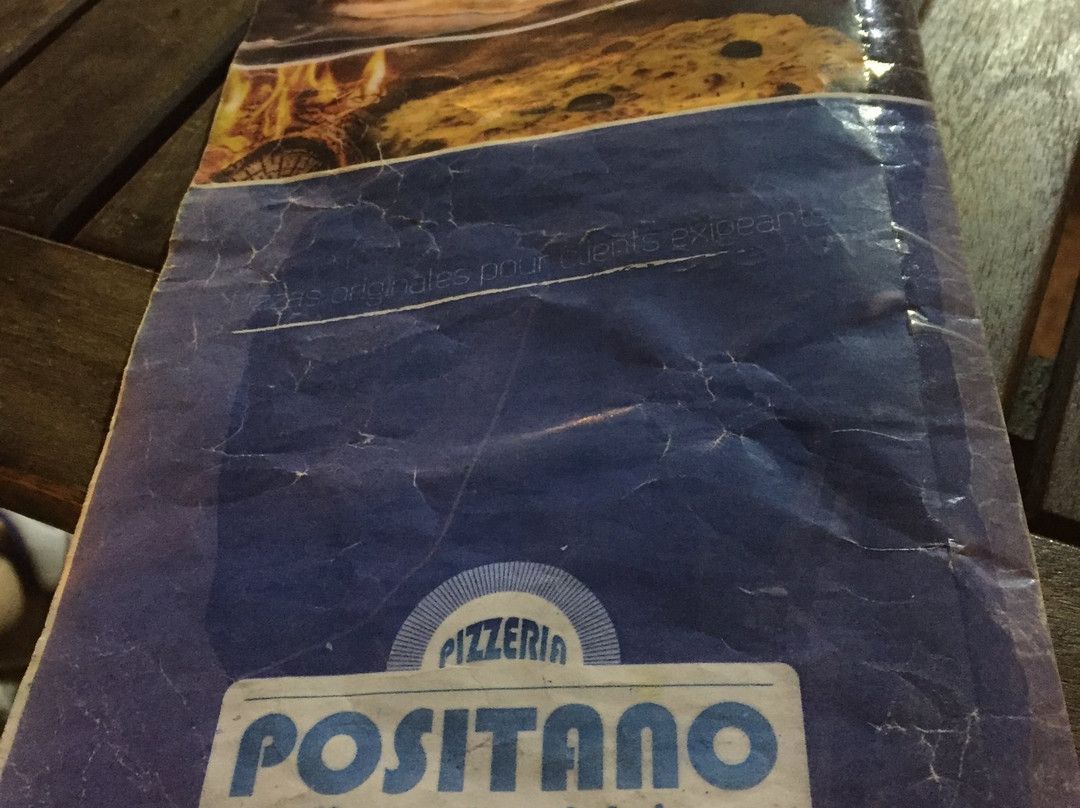 Pizzas originales pour clients exigeants
PIZZERIA
POSITANO